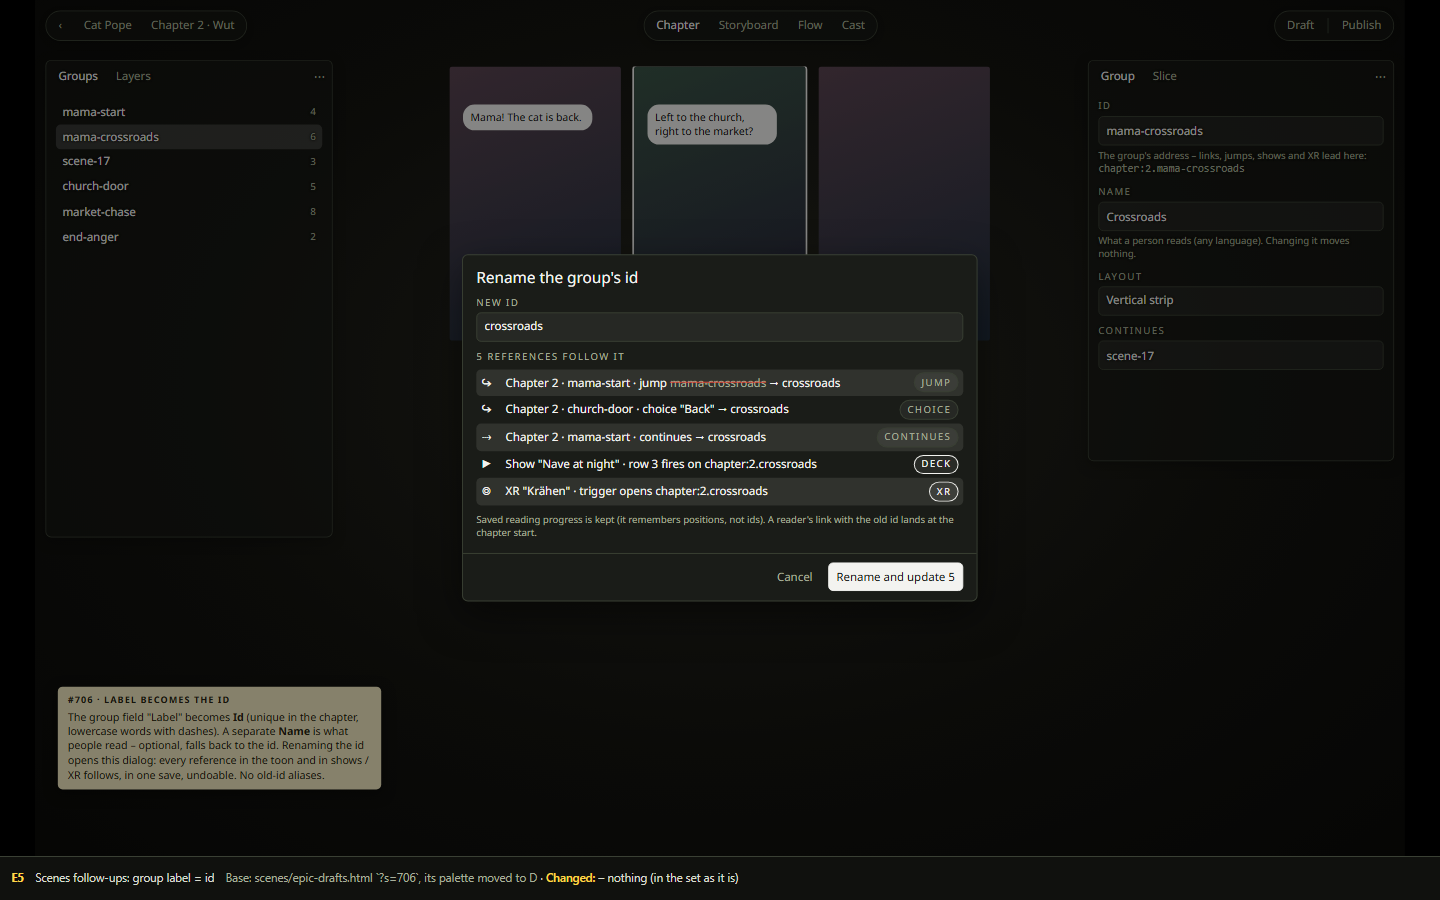 ‹ Cat Pope Chapter 2 · Wut
Chapter Storyboard Flow Cast
Draft Publish
Groups Layers ...
mama-start 4
mama-crossroads 6
scene-17 3
church-door 5
market-chase 8
end-anger 2
Mama! The cat is back.
Left to the church,
right to the market?
Group Slice ...
ID
mama-crossroads
The group's address – links, jumps, shows and XR lead here:
chapter:2.mama-crossroads
NAME
Crossroads
What a person reads (any language). Changing it moves
nothing.
LAYOUT
Vertical strip
CONTINUES
scene-17
Rename the group's id
NEW ID
crossroads
5 REFERENCES FOLLOW IT
↪ Chapter 2 · mama-start · jump mama-crossroads → crossroads JUMP
↪ Chapter 2 · church-door · choice "Back" → crossroads CHOICE
→ Chapter 2 · mama-start · continues → crossroads CONTINUES
▶ Show "Nave at night" · row 3 fires on chapter:2.crossroads DECK
⊚ XR "Krähen" · trigger opens chapter:2.crossroads XR
Saved reading progress is kept (it remembers positions, not ids). A reader's link with the old id lands at the
chapter start.
Cancel Rename and update 5
#706 · LABEL BECOMES THE ID
The group field "Label" becomes Id (unique in the chapter,
lowercase words with dashes). A separate Name is what
people read – optional, falls back to the id. Renaming the id
opens this dialog: every reference in the toon and in shows /
XR follows, in one save, undoable. No old-id aliases.
E5 Scenes follow-ups: group label = id Base: scenes/epic-drafts.html `?s=706`, its palette moved to D · Changed: – nothing (in the set as it is)